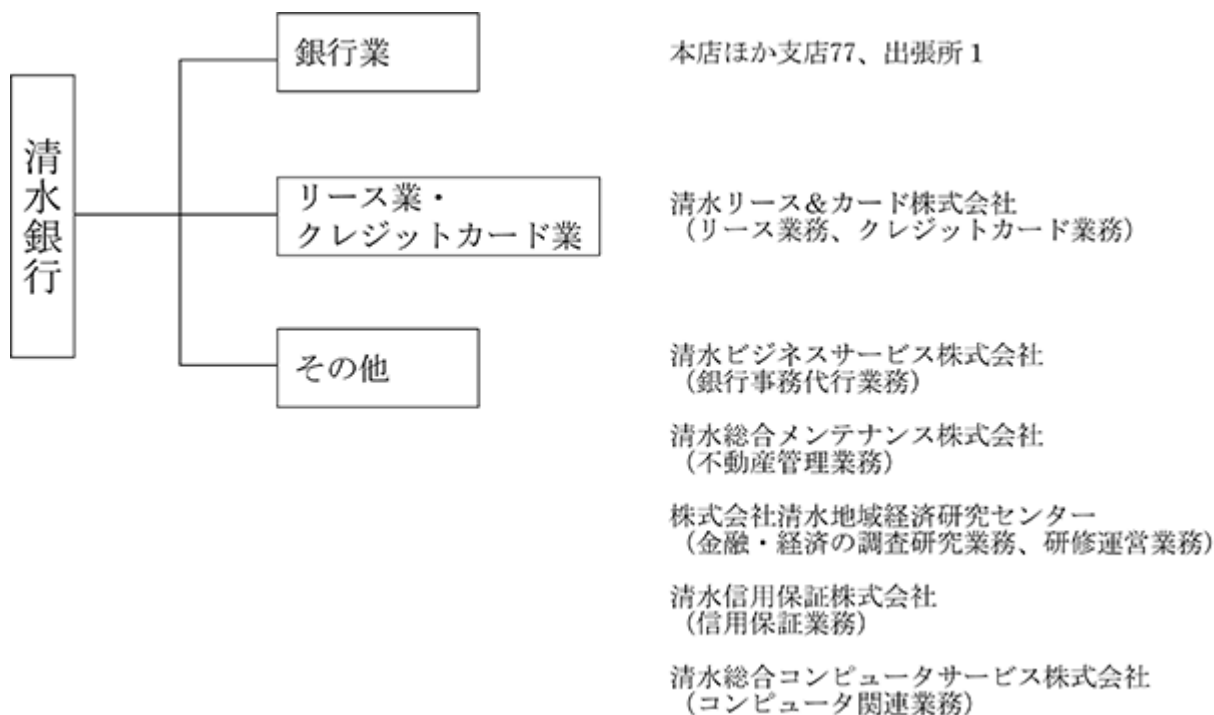 清水銀行
銀行業
本店ほか支店77、出張所1
リース業・
クレジットカード業
清水リース&カード株式会社
（リース業務、クレジットカード業務）
その他
清水ビジネスサービス株式会社
（銀行事務代行業務）
清水総合メンテナンス株式会社
（不動産管理業務）
株式会社清水地域経済研究センター
（金融・経済の調査研究業務、研修運営業務）
清水信用保証株式会社
（信用保証業務）
清水総合コンピュータサービス株式会社
（コンピュータ関連業務）